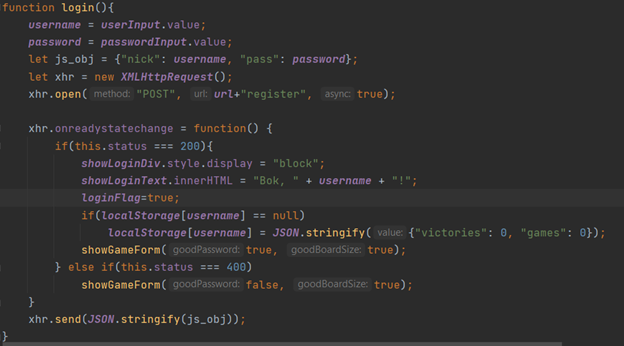 function login(){
    username = userInput.value;
    password = passwordInput.value;
    let js_obj = {"nick": username, "pass": password};
    let xhr = new XMLHttpRequest();
    xhr.open( method: "POST", url: url+"register", async: true);

    xhr.onreadystatechange = function() {
        if(this.status === 200){
            showLoginDiv.style.display = "block";
            showLoginText.innerHTML = "Bok, " + username + "!";
            loginFlag=true;
            if(localStorage[username] == null)
                localStorage[username] = JSON.stringify( value: {"victories": 0, "games": 0});
            showGameForm( goodPassword: true, goodBoardSize: true);
        } else if(this.status === 400)
            showGameForm( goodPassword: false, goodBoardSize: true);
    }
    xhr.send(JSON.stringify(js_obj));
}